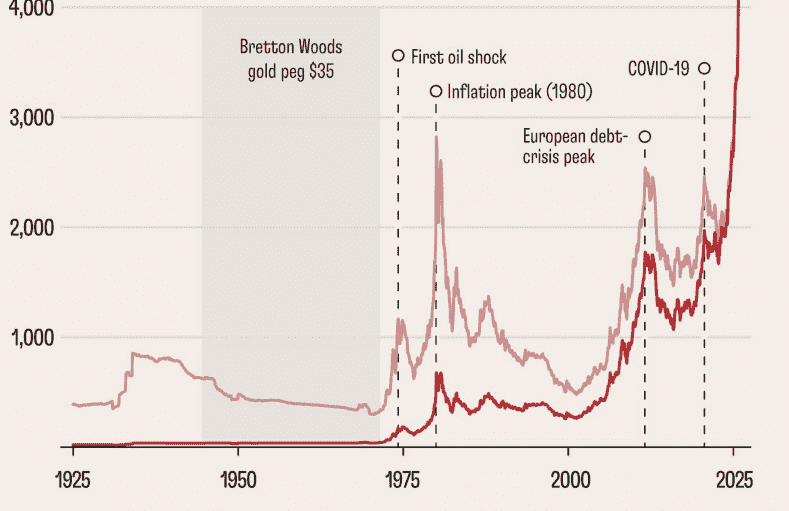 4,000
Bretton Woods
gold peg $35
First oil shock
COVID-19
Inflation peak (1980)
3,000
European debt-
crisis peak
2,000
1,000
1925
1950
1975
2000
2025